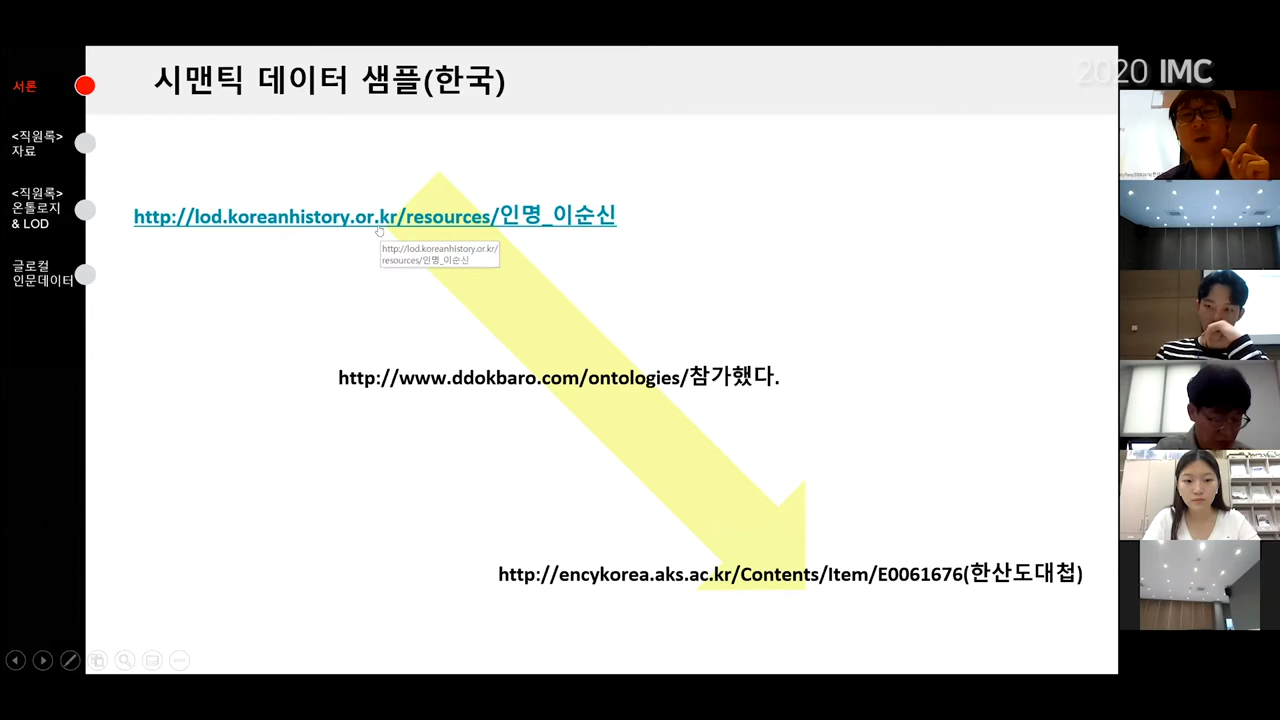 시맨틱 데이터 샘플(한국)
2020 IMC
서론
<직원록>
자료
<직원록>
온톨로지
& LOD
글로컬
인문데이터
http://lod.koreanhistory.or.kr/resources/인명_이순신
http://lod.koreanhistory.or.kr/
resources/인명_이순신
http://www.ddokbaro.com/ontologies/참가했다.
http://encykorea.aks.ac.kr/Contents/Item/E0061676(한산도대첩)